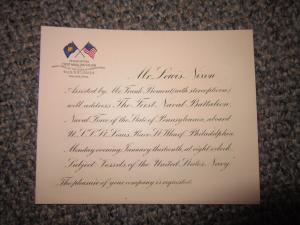 Mr. Lewis Nixon
Assisted by Mr. Frank Bement (with stereopticon)
will address The First Naval Battalion,
Naval Force of the State of Pennsylvania, aboard
U.S.S. St. Louis, Race St. Wharf Philadelphia
Monday evening, January thirteenth, at eight o'clock.
Subject Vessels of the United States Navy.
The pleasure of your company is requested.